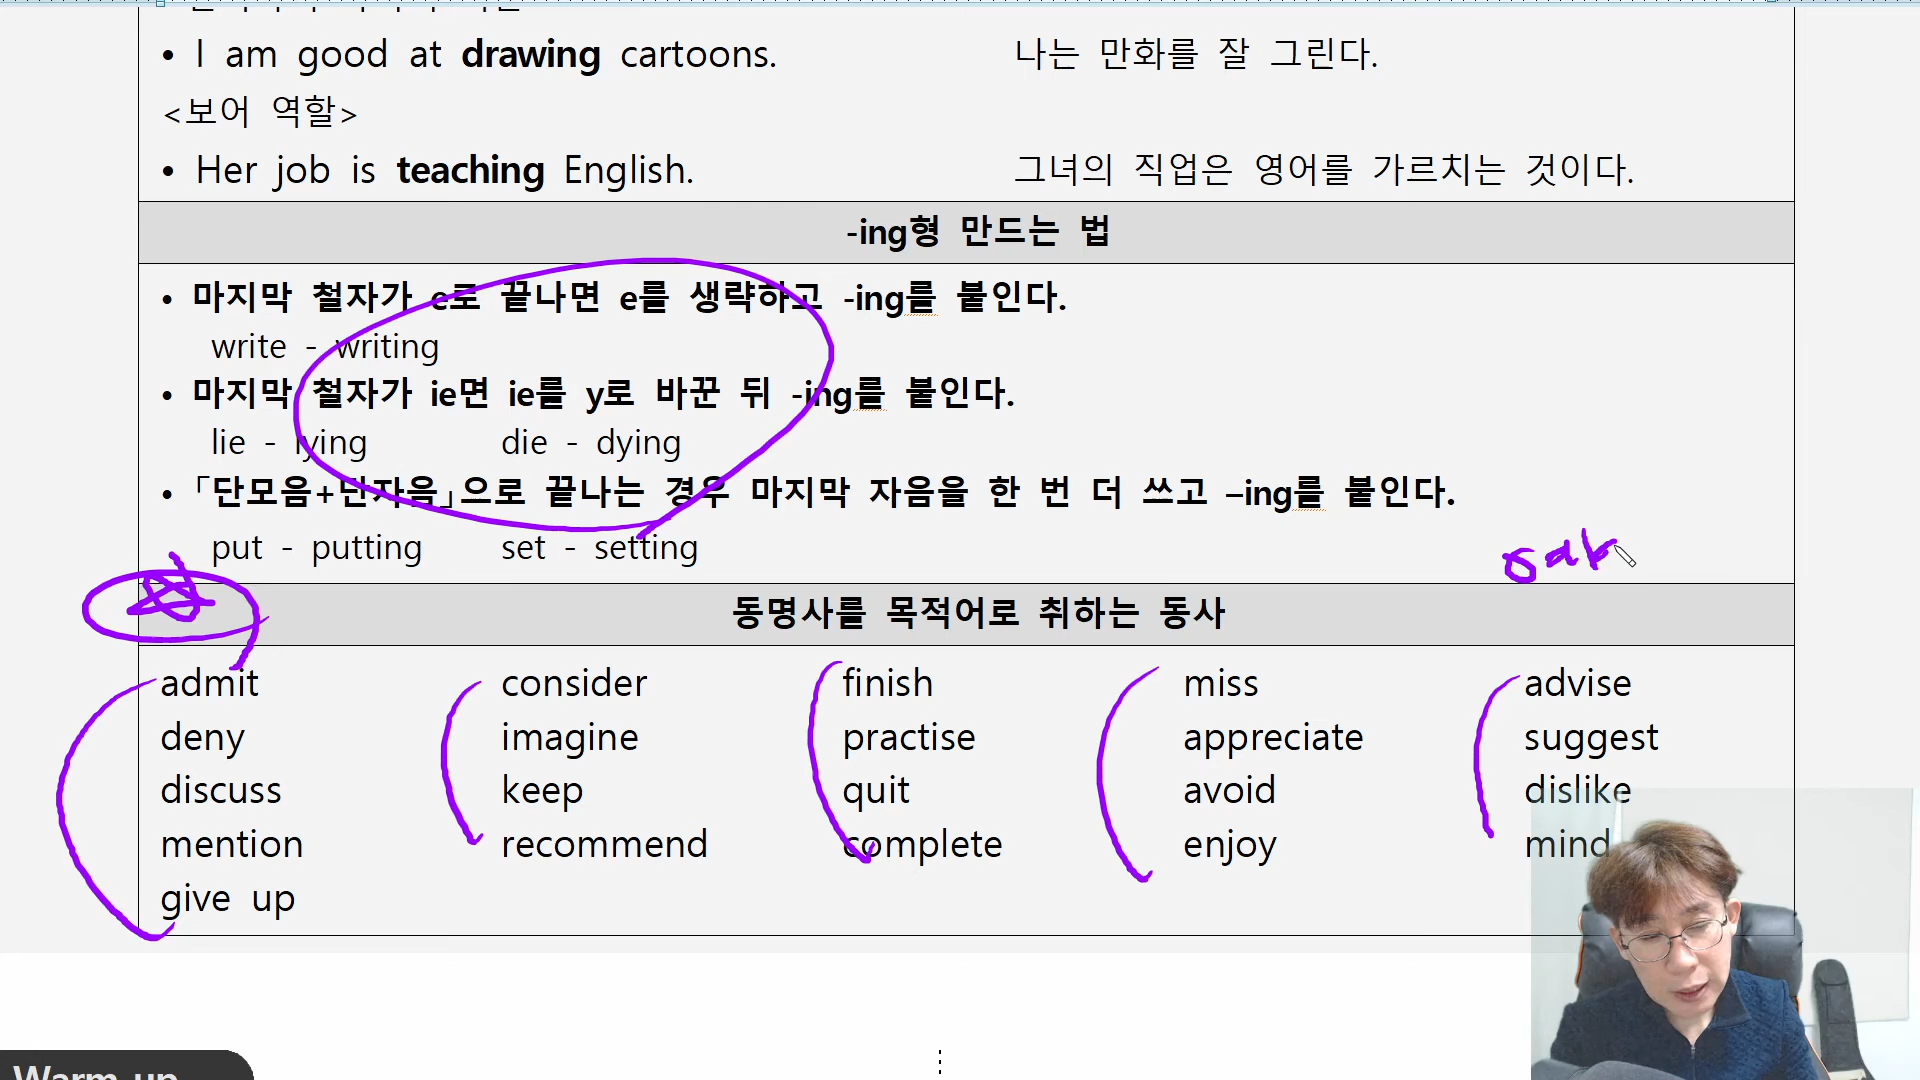 • I am good at drawing cartoons. 나는 만화를 잘 그린다.
<보어 역할>
• Her job is teaching English. 그녀의 직업은 영어를 가르치는 것이다.
-ing형 만드는 법
• 마지막 철자가 e로 끝나면 e를 생략하고 -ing를 붙인다.
write - writing
• 마지막 철자가 ie면 ie를 y로 바꾼 뒤 -ing를 붙인다.
lie - lying die - dying
• 「단모음+단자음」으로 끝나는 경우 마지막 자음을 한 번 더 쓰고 –ing를 붙인다.
put - putting set - setting
동명사를 목적어로 취하는 동사
admit consider finish miss advise
deny imagine practise appreciate suggest
discuss keep quit avoid dislike
mention recommend complete enjoy mind
give up
Warm up